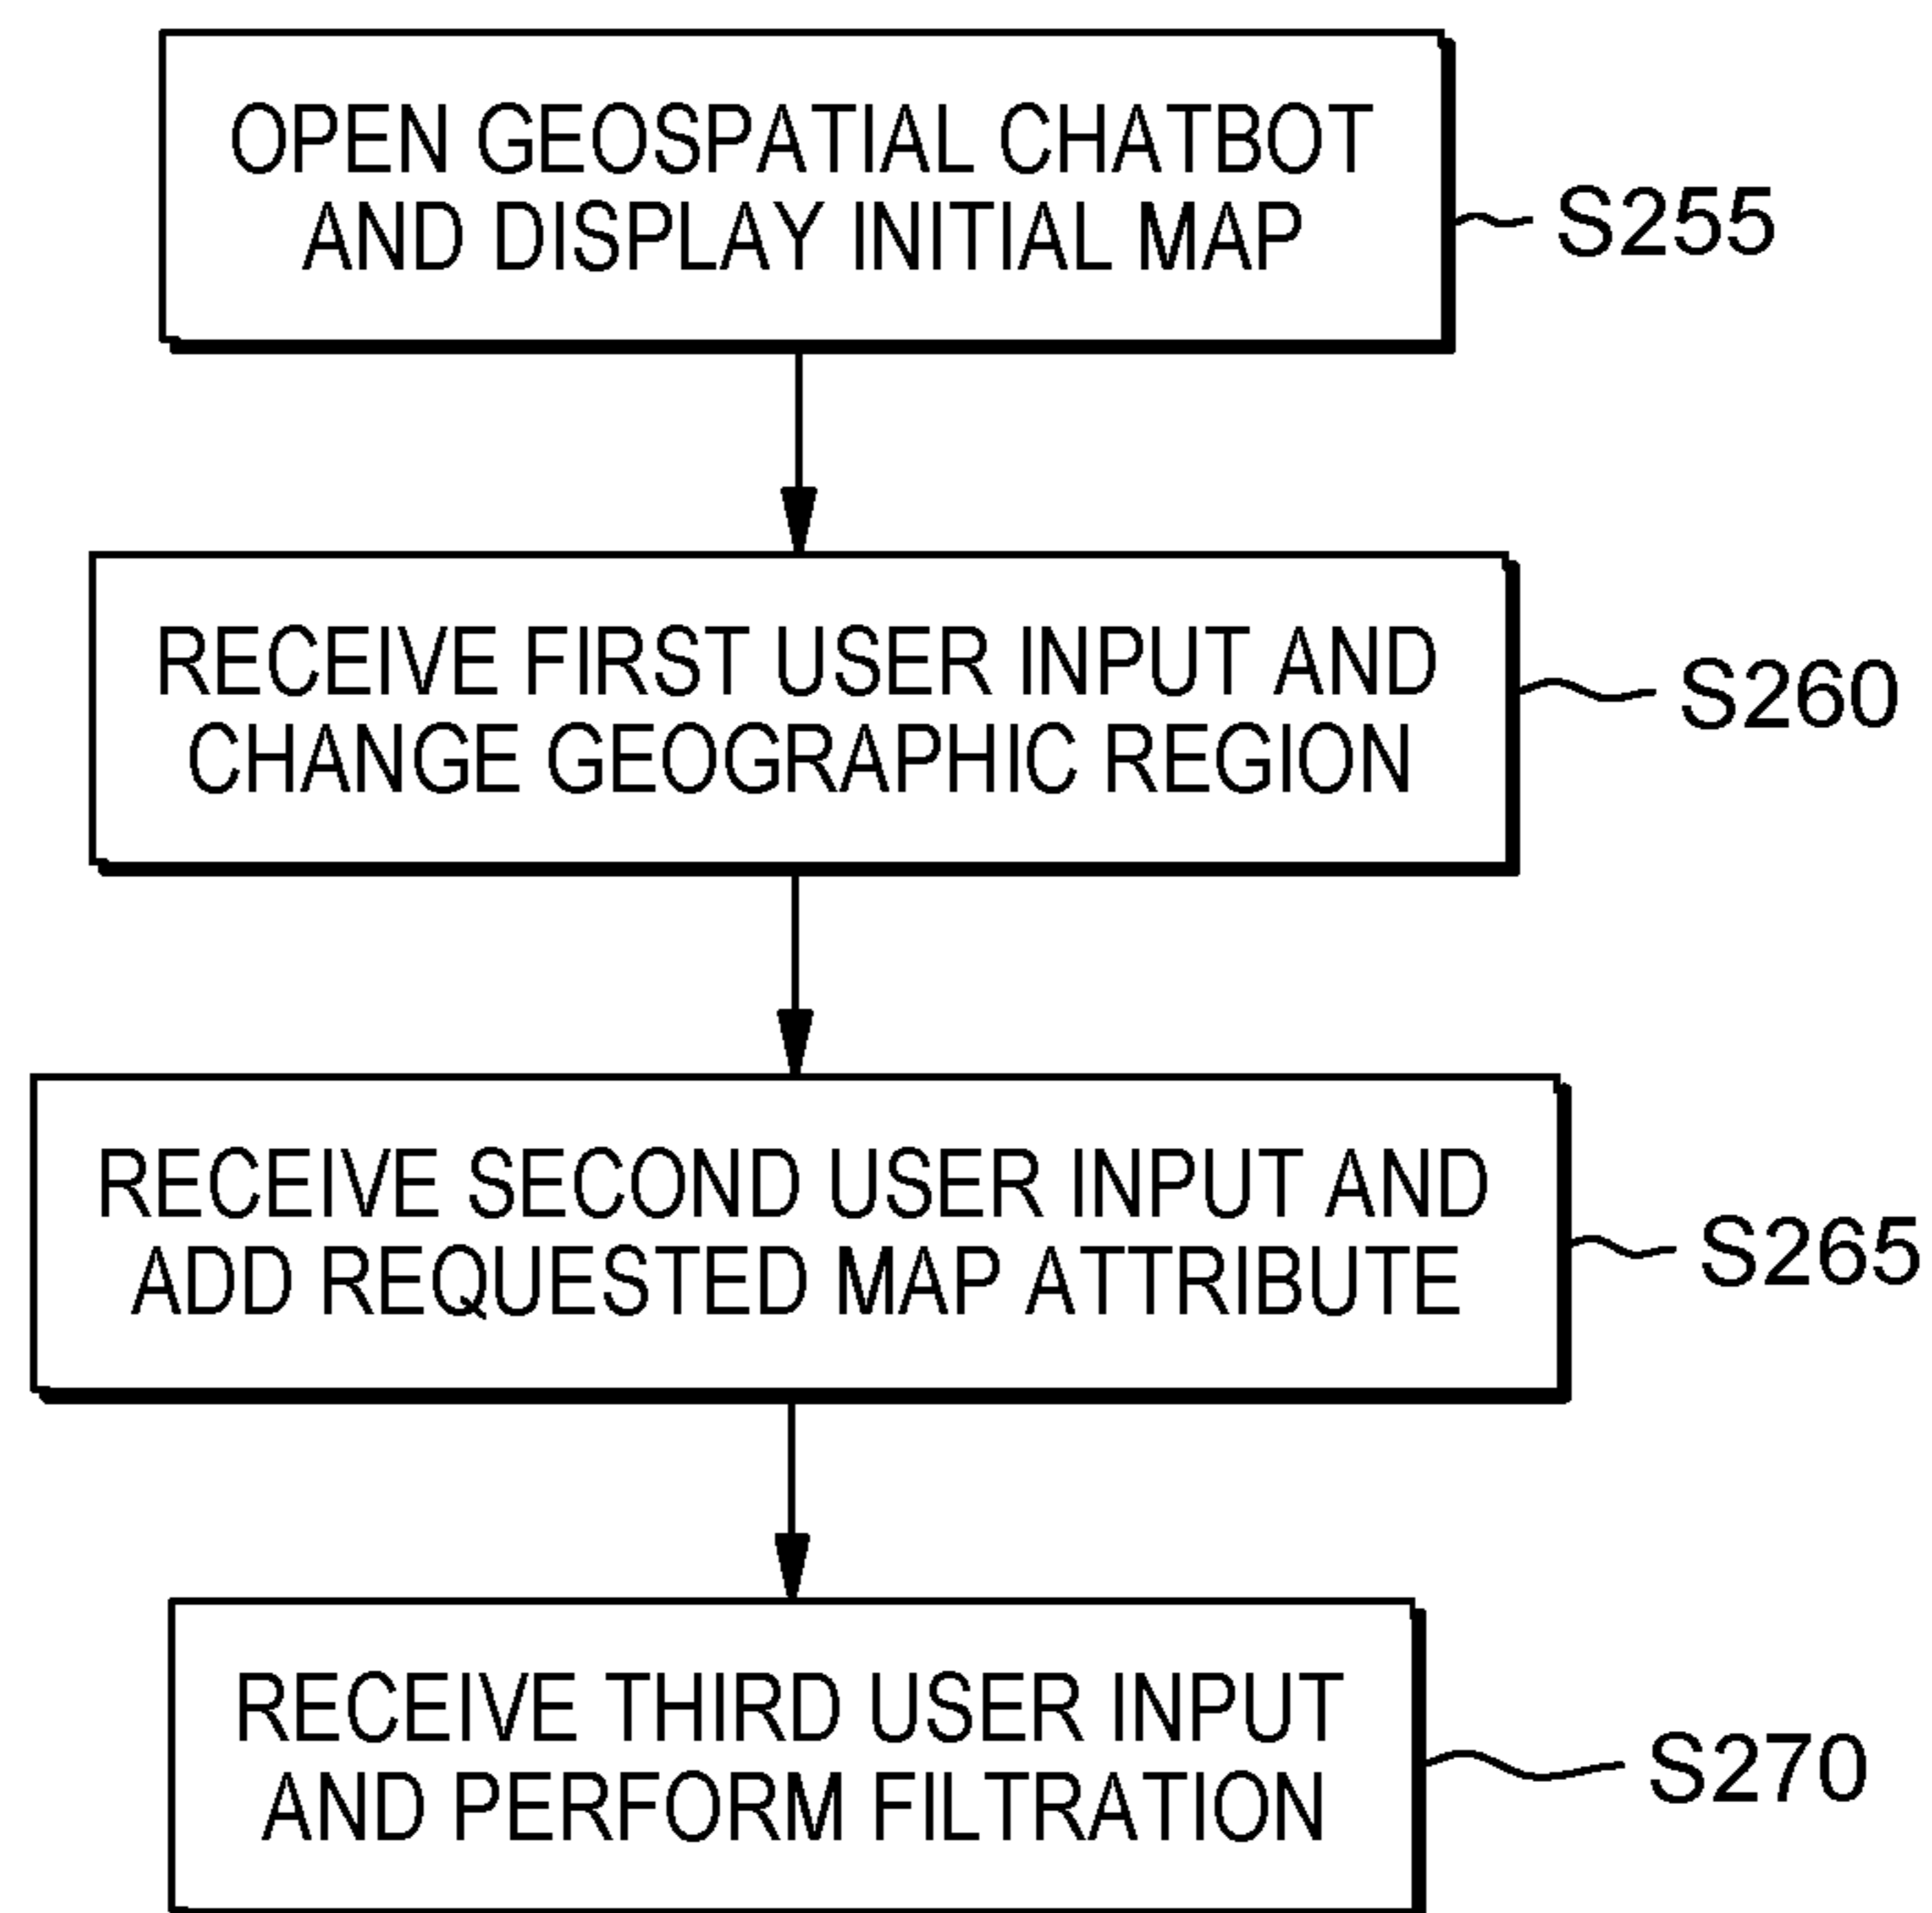 OPEN GEOSPATIAL CHATBOT
AND DISPLAY INITIAL MAP
S255
RECEIVE FIRST USER INPUT AND
CHANGE GEOGRAPHIC REGION
S260
RECEIVE SECOND USER INPUT AND
ADD REQUESTED MAP ATTRIBUTE
S265
RECEIVE THIRD USER INPUT
AND PERFORM FILTRATION
S270